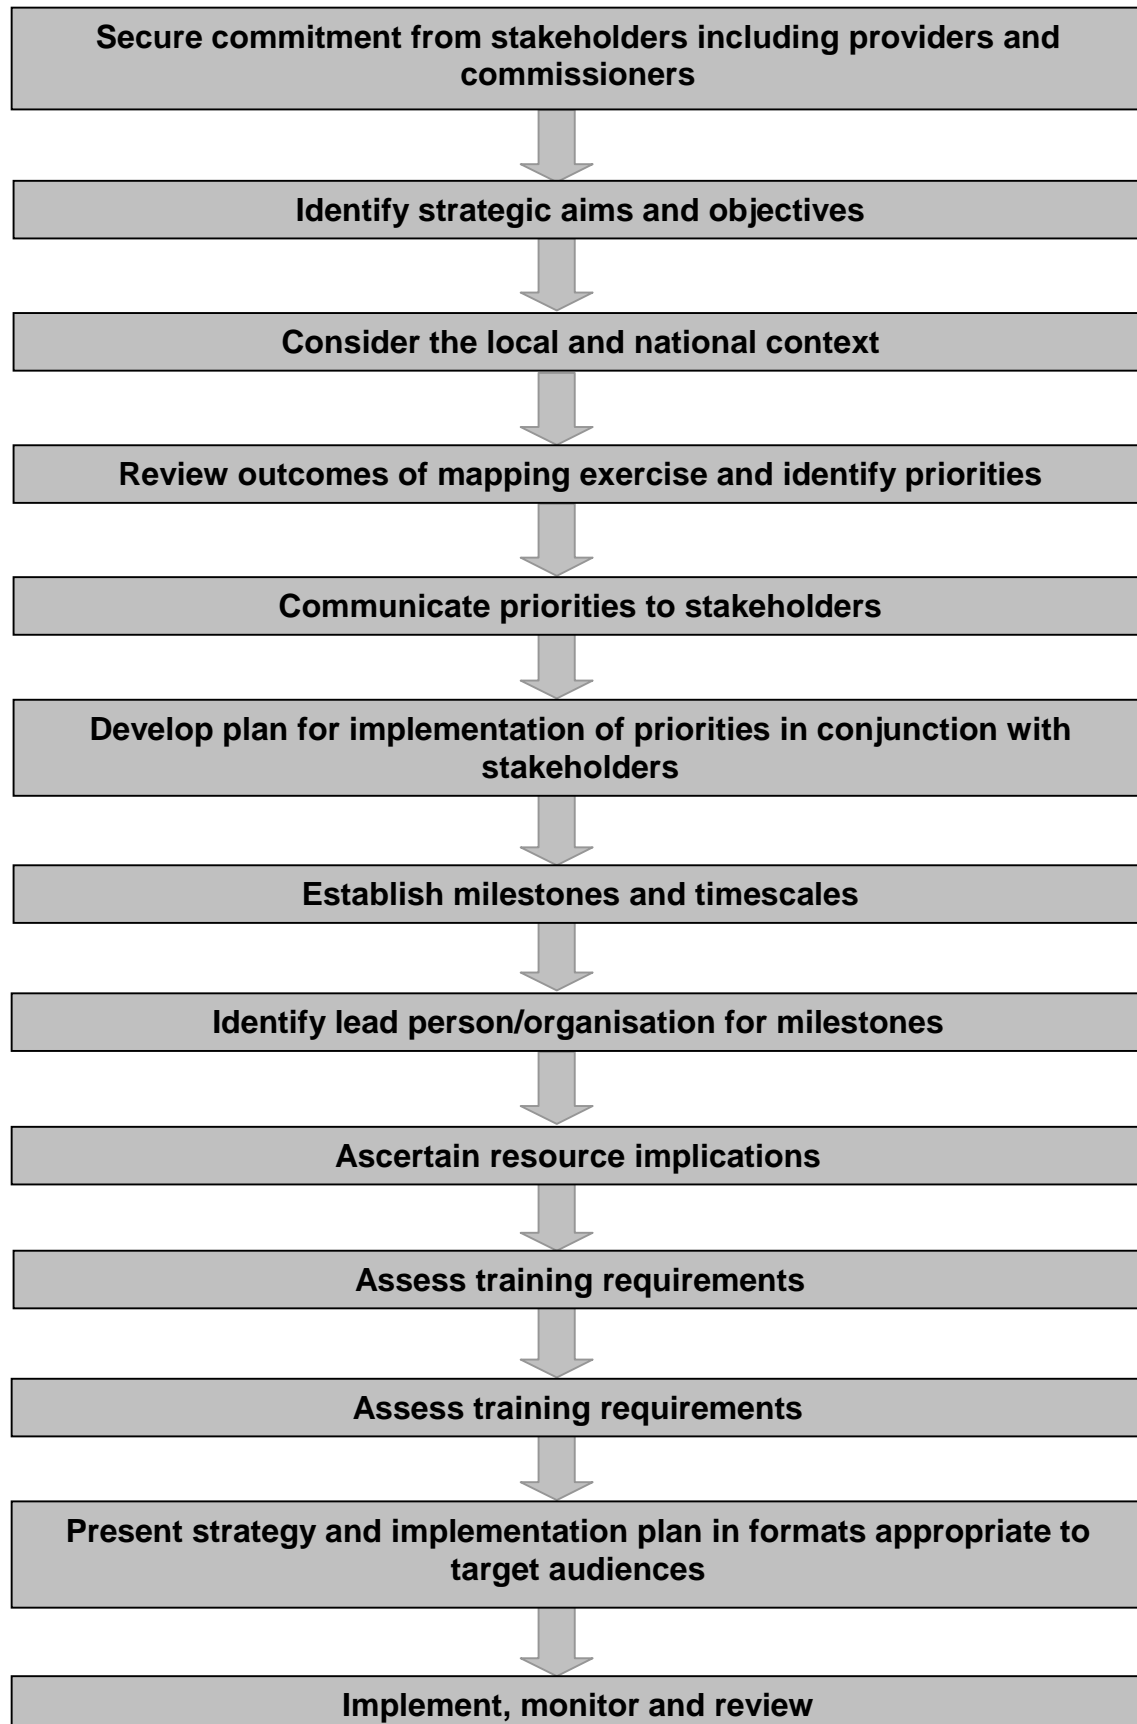 Secure commitment from stakeholders including providers and
commissioners
Identify strategic aims and objectives
Consider the local and national context
Review outcomes of mapping exercise and identify priorities
Communicate priorities to stakeholders
Develop plan for implementation of priorities in conjunction with
stakeholders
Establish milestones and timescales
Identify lead person/organisation for milestones
Ascertain resource implications
Assess training requirements
Assess training requirements
Present strategy and implementation plan in formats appropriate to
target audiences
Implement, monitor and review